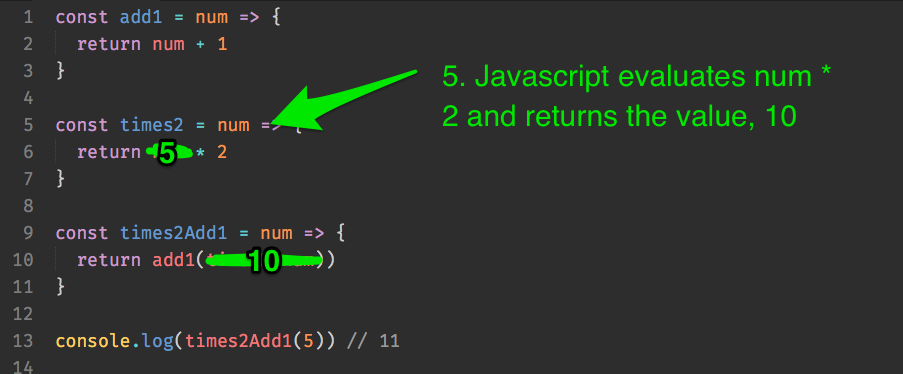 1 const add1 = num => {
2 return num + 1
3 }
4
5 const times2 = num => {
6 return 5 * 2
7 }
8
9 const times2Add1 = num => {
10 return add1(10))
11 }
12
13 console.log(times2Add1(5)) // 11
14
5. Javascript evaluates num *
2 and returns the value, 10